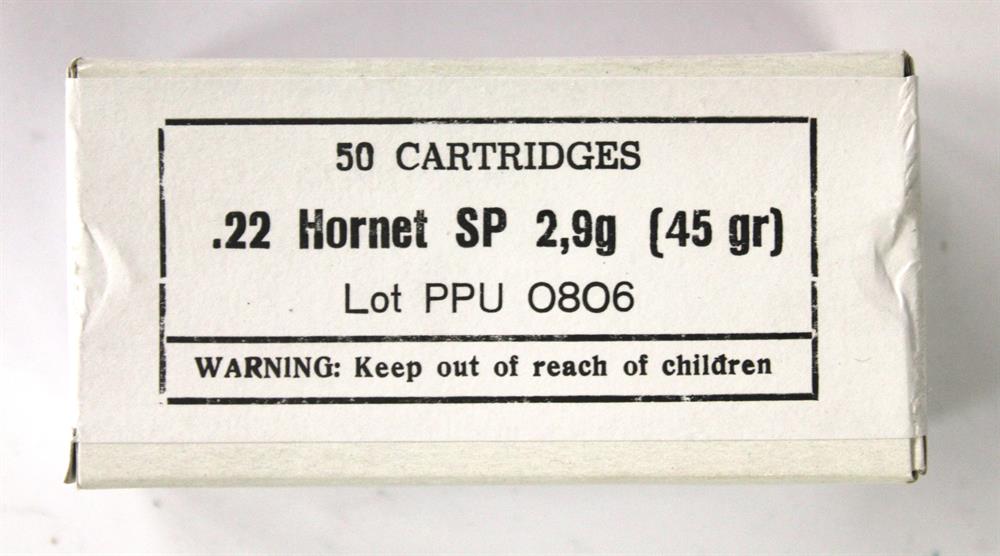 50 CARTRIDGES
.22 Hornet SP 2,9g (45 gr)
Lot PPU 0806
WARNING: Keep out of reach of children